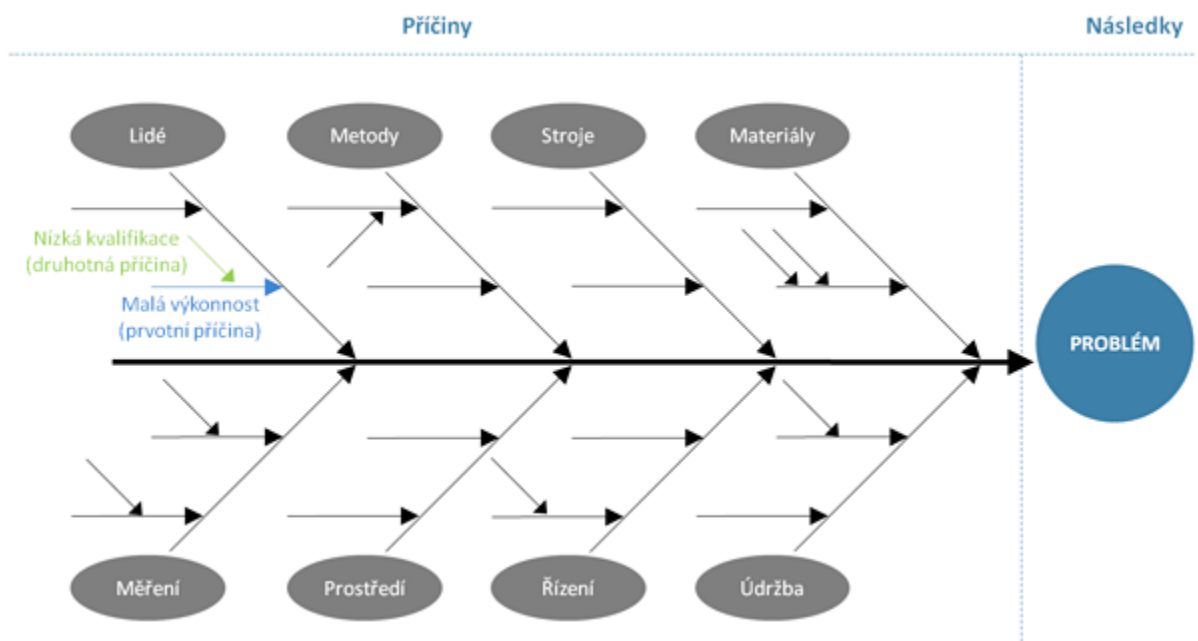 Příčiny
Následky
Lidé
Metody
Stroje
Materiály
Nízká kvalifikace
(druhotná příčina)
Malá výkonnost
(prvotní příčina)
PROBLÉM
Měření
Prostředí
Řízení
Údržba